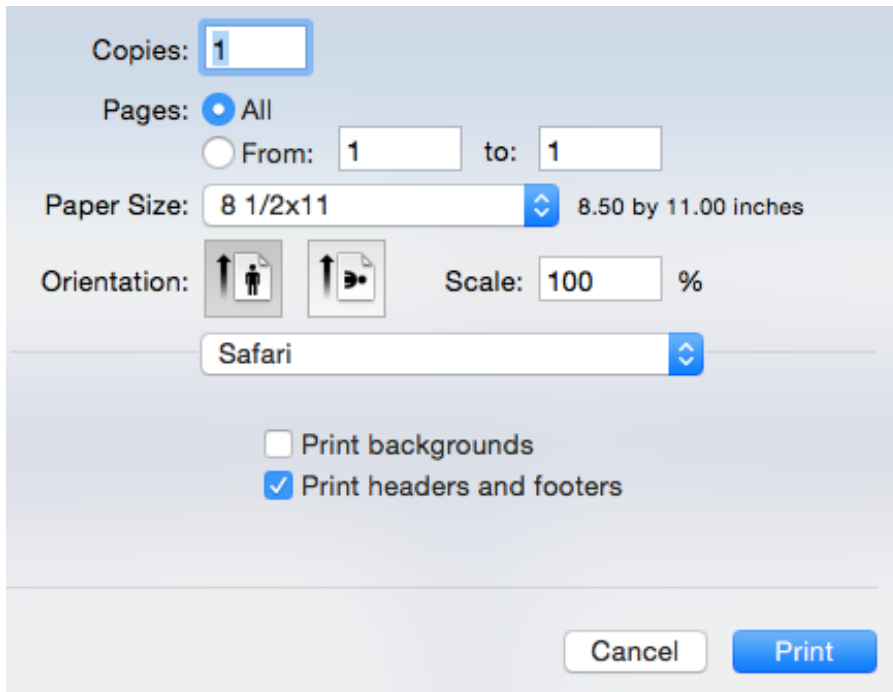 Copies: 1
Pages: All
From: 1 to: 1
Paper Size: 8 1/2x11 8.50 by 11.00 inches
Orientation: Scale: 100 %
Safari
Print backgrounds
Print headers and footers
Cancel Print